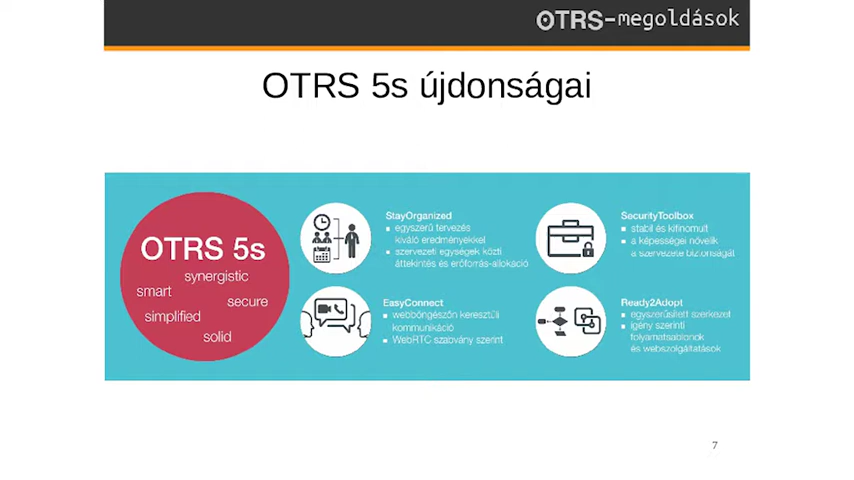 OTRS-megoldások
OTRS 5s újdonságai
OTRS 5s
synergistic
smart
secure
simplified
solid
StayOrganized
egyszerű tervezés
kiváló eredményekkel
szervezeti egységek közti
áttekintés és erőforrás-allokáció
EasyConnect
webböngészőn keresztüli
kommunikáció
WebRTC szabvány szerint
SecurityToolbox
stabil és kifinomult
a képességei növelik
a szervezete biztonságát
Ready2Adopt
egyszerűsített szerkezet
igény szerinti
folyamatsablonok
és webszolgáltatások
7